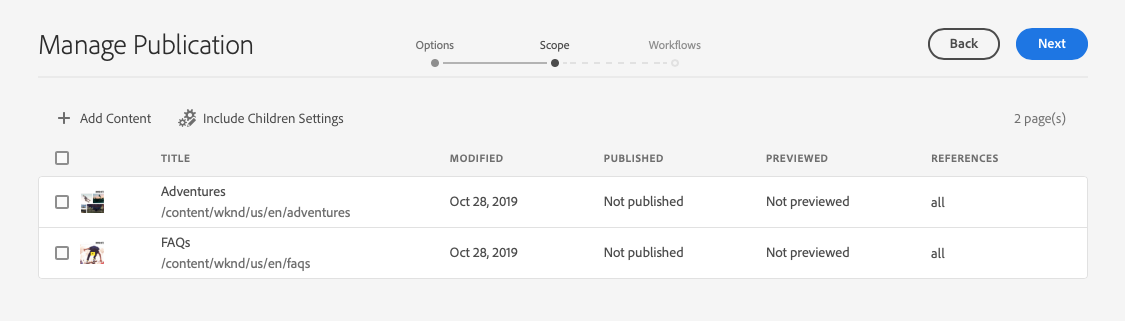 Manage Publication
Options
Scope
Workflows
Back
Next
Add Content
Include Children Settings
2 page(s)
TITLE MODIFIED PUBLISHED PREVIEWED REFERENCES
Adventures
/content/wknd/us/en/adventures
Oct 28, 2019 Not published Not previewed all
FAQs
/content/wknd/us/en/faqs
Oct 28, 2019 Not published Not previewed all